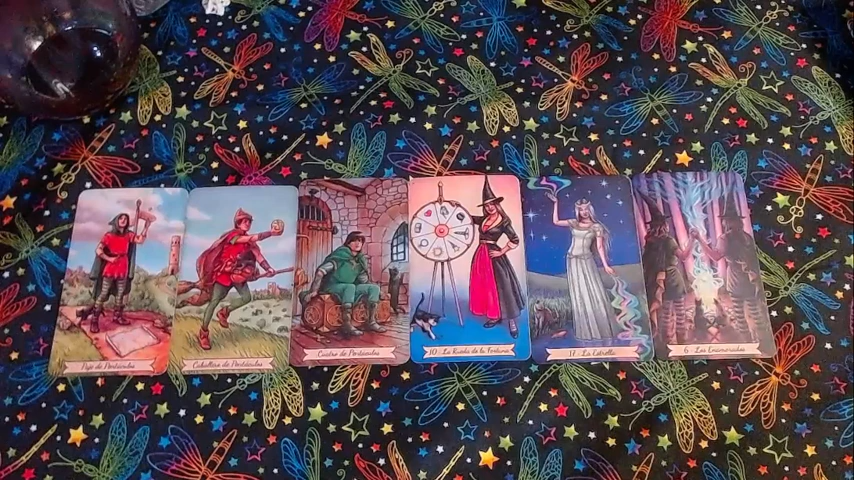 Paje de Pentáculos
Caballero de Pentáculos
Cuatro de Pentáculos
10 - La Rueda de la Fortuna
17 - La Estrella
6 - Los Enamorados